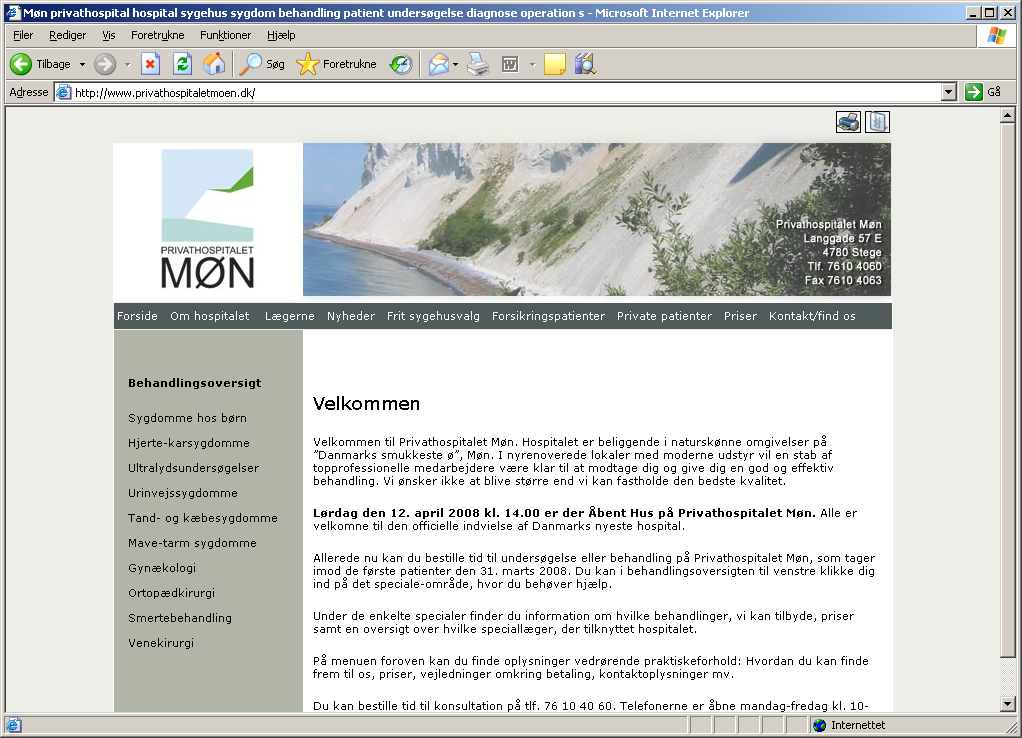 Møn privathospital hospital sygehus sygdom behandling patient undersøgelse diagnose operation s - Microsoft Internet Explorer
Filer Rediger Vis Foretrukne Funktioner Hjælp
Tilbage Søg Foretrukne
Adresse http://www.privathospitaletmoen.dk/ Gå
PRIVATHOSPITALET
MØN
Privathospitalet Møn
Langgade 57 E
4780 Stege
Tlf. 7610 4060
Fax 7610 4063
Forside Om hospitalet Lægerne Nyheder Frit sygehusvalg Forsikringspatienter Private patienter Priser Kontakt/find os
Behandlingsoversigt
Sygdomme hos børn
Hjerte-karsygdomme
Ultralydsundersøgelser
Urinvejssygdomme
Tand- og kæbesygdomme
Mave-tarm sygdomme
Gynækologi
Ortopædkirurgi
Smertebehandling
Venekirurgi
Velkommen
Velkommen til Privathospitalet Møn. Hospitalet er beliggende i naturskønne omgivelser på
”Danmarks smukkeste ø”, Møn. I nyrenoverede lokaler med moderne udstyr vil en stab af
topprofessionelle medarbejdere være klar til at modtage dig og give dig en god og effektiv
behandling. Vi ønsker ikke at blive større end vi kan fastholde den bedste kvalitet.
Lørdag den 12. april 2008 kl. 14.00 er der Åbent Hus på Privathospitalet Møn. Alle er
velkomne til den officielle indvielse af Danmarks nyeste hospital.
Allerede nu kan du bestille tid til undersøgelse eller behandling på Privathospitalet Møn, som tager
imod de første patienter den 31. marts 2008. Du kan i behandlingsoversigten til venstre klikke dig
ind på det speciale-område, hvor du behøver hjælp.
Under de enkelte specialer finder du information om hvilke behandlinger, vi kan tilbyde, priser
samt en oversigt over hvilke speciallæger, der tilknyttet hospitalet.
På menuen foroven kan du finde oplysninger vedrørende praktiskeforhold: Hvordan du kan finde
frem til os, priser, vejledninger omkring betaling, kontaktoplysninger mv.
Du kan bestille tid til konsultation på tlf. 76 10 40 60. Telefonerne er åbne mandag-fredag kl. 10-
Internettet